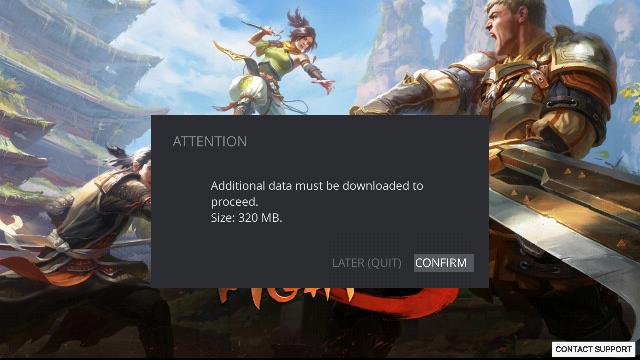 ATTENTION
Additional data must be downloaded to
proceed.
Size: 320 MB.
LATER (QUIT) CONFIRM
CONTACT SUPPORT